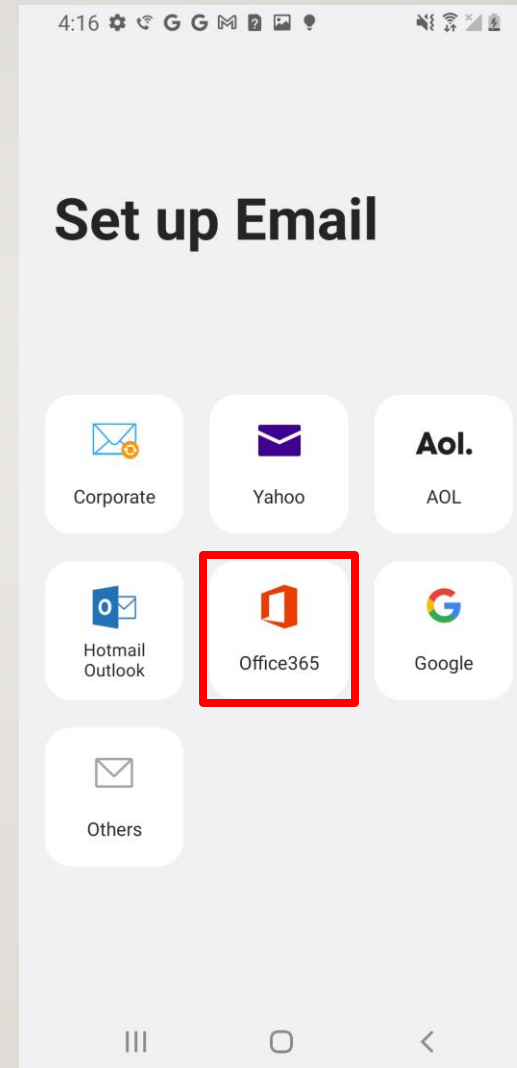 4:16
Set up Email
Corporate
Yahoo
Aol.
AOL
Hotmail
Outlook
Office365
Google
Others